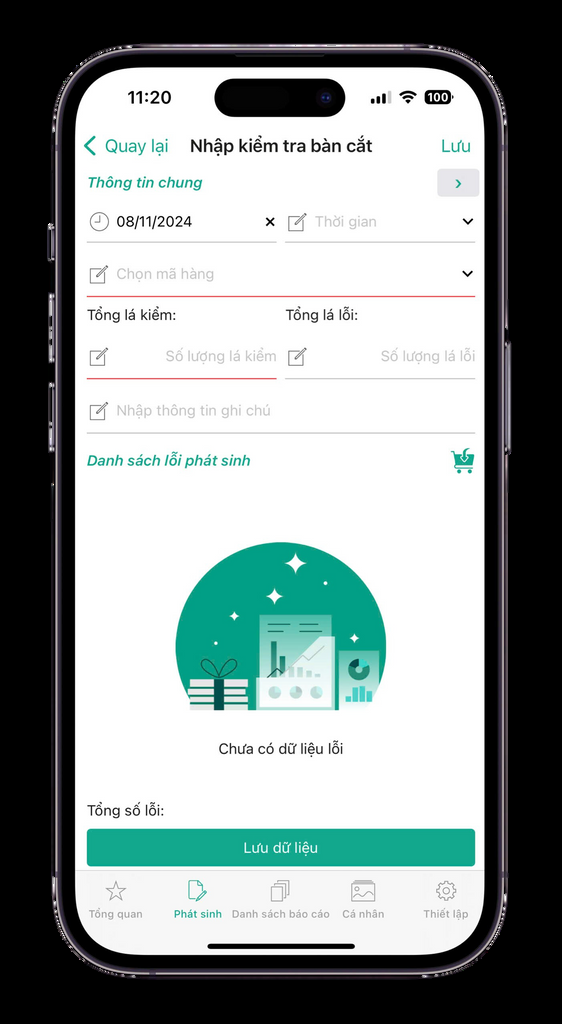 11:20
100
Quay lại Nhập kiểm tra bàn cắt Lưu
Thông tin chung
08/11/2024 Thời gian
Chọn mã hàng
Tổng lá kiểm: Tổng lá lỗi:
Số lượng lá kiểm Số lượng lá lỗi
Nhập thông tin ghi chú
Danh sách lỗi phát sinh
Chưa có dữ liệu lỗi
Tổng số lỗi:
Lưu dữ liệu
Tổng quan Phát sinh Danh sách báo cáo Cá nhân Thiết lập